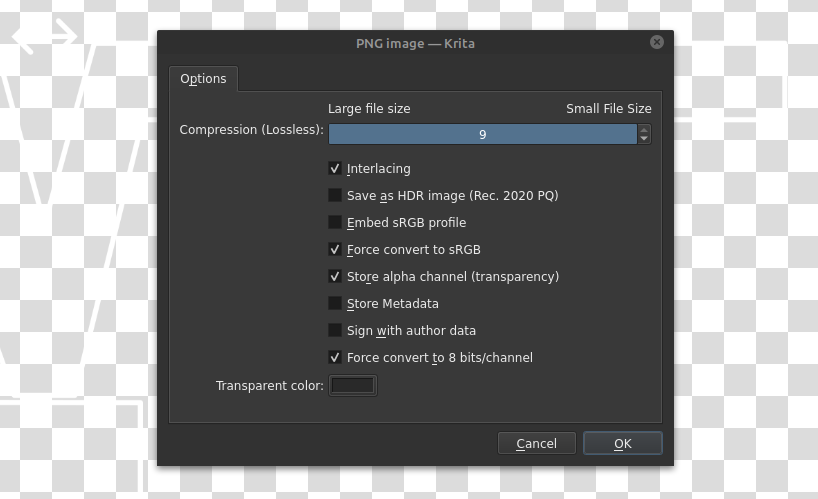 PNG image — Krita
Options
Large file size Small File Size
Compression (Lossless): 9
Interlacing
Save as HDR image (Rec. 2020 PQ)
Embed sRGB profile
Force convert to sRGB
Store alpha channel (transparency)
Store Metadata
Sign with author data
Force convert to 8 bits/channel
Transparent color:
Cancel OK